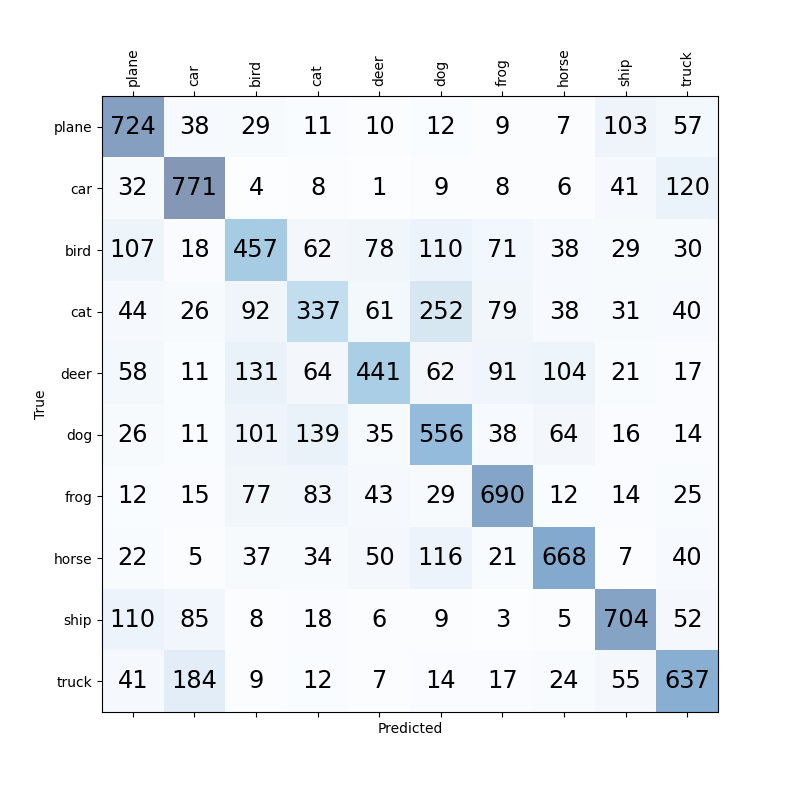 plane car bird cat deer dog frog horse ship truck
plane 724 38 29 11 10 12 9 7 103 57
car 32 771 4 8 1 9 8 6 41 120
bird 107 18 457 62 78 110 71 38 29 30
cat 44 26 92 337 61 252 79 38 31 40
deer 58 11 131 64 441 62 91 104 21 17
True
dog 26 11 101 139 35 556 38 64 16 14
frog 12 15 77 83 43 29 690 12 14 25
horse 22 5 37 34 50 116 21 668 7 40
ship 110 85 8 18 6 9 3 5 704 52
truck 41 184 9 12 7 14 17 24 55 637
Predicted